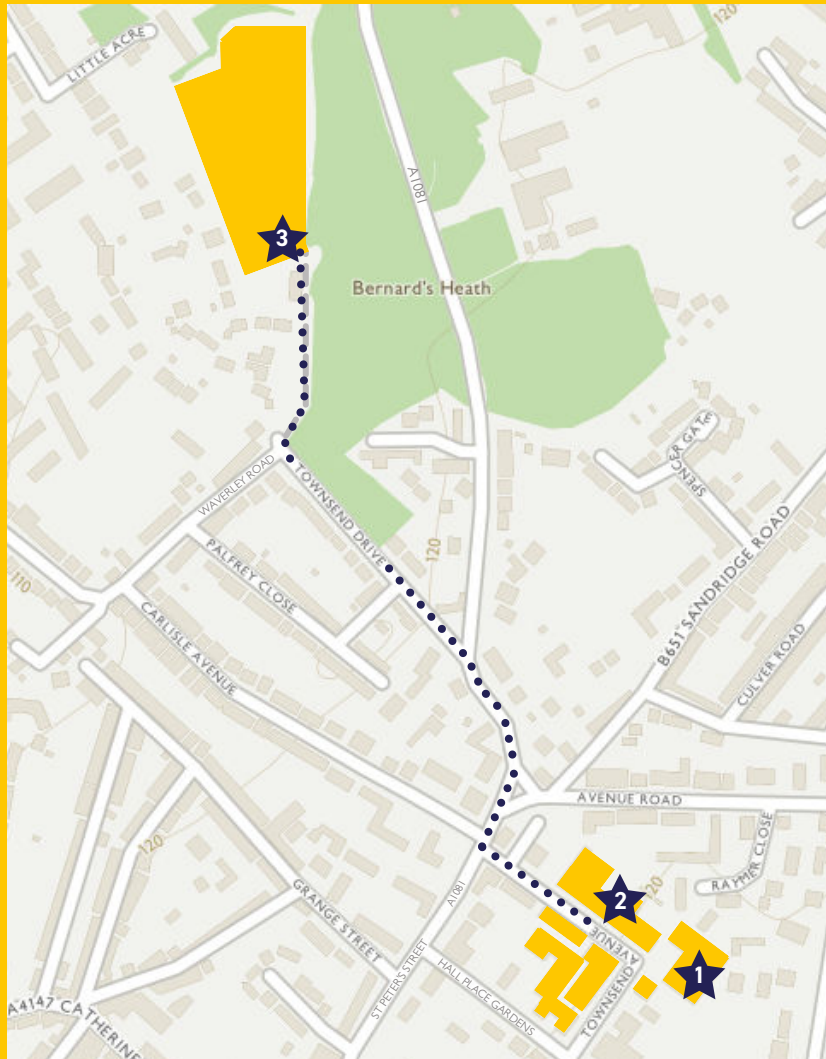 120
LITTLE ACRE
A1081
3
Bernard's Heath
SPENCER GATE
WAVERLEY ROAD
TOWNSEND DRIVE
120
B651 SANDRIDGE ROAD
PALFREY CLOSE
110
CARLISLE AVENUE
CULVER ROAD
AVENUE ROAD
120
RAYMER CLOSE
A1081
2
20
GRANGE STREET
AVENUE
TOWNSEND
1
ST PETER'S STREET
HALL PLACE GARDENS
A4147 CATHERINE